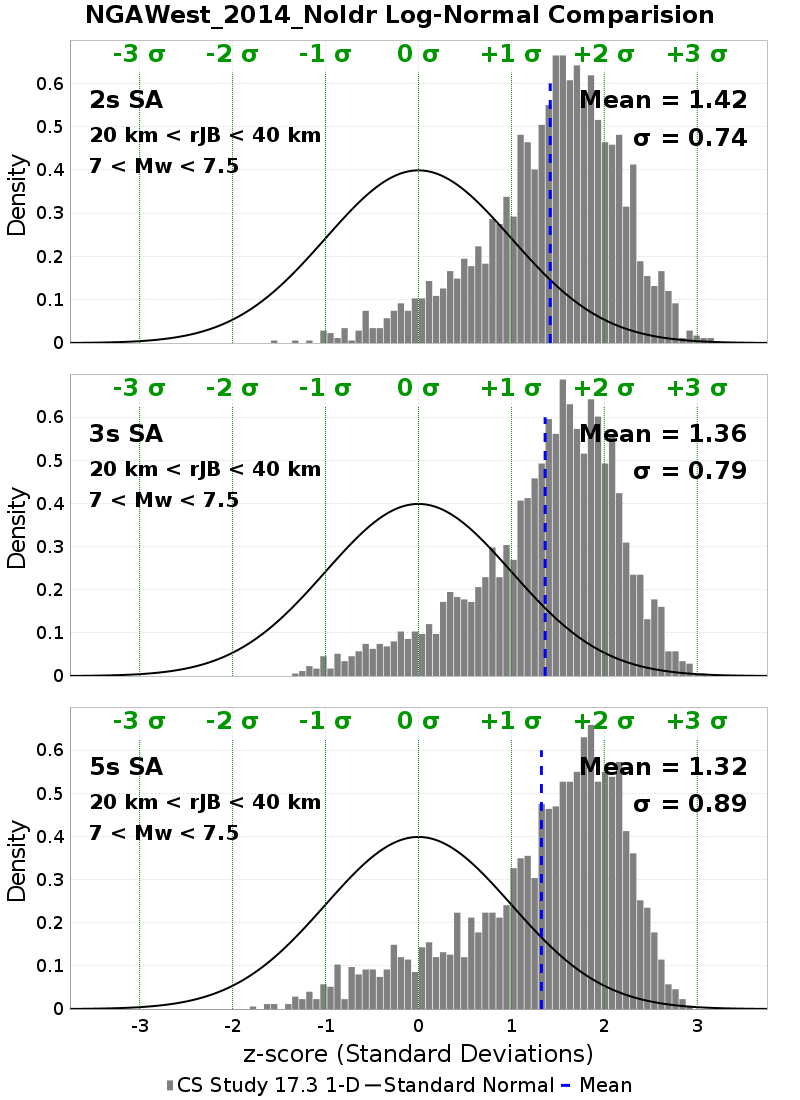 NGAWest_2014_NoIdr Log-Normal Comparision
-3 σ -2 σ -1 σ 0 σ +1 σ +2 σ +3 σ
2s SA
Mean = 1.42
20 km < rJB < 40 km
σ = 0.74
7 < Mw < 7.5
Density
0.6
0.5
0.4
0.3
0.2
0.1
0
-3 σ -2 σ -1 σ 0 σ +1 σ +2 σ +3 σ
3s SA
Mean = 1.36
20 km < rJB < 40 km
σ = 0.79
7 < Mw < 7.5
Density
0.6
0.5
0.4
0.3
0.2
0.1
0
-3 σ -2 σ -1 σ 0 σ +1 σ +2 σ +3 σ
5s SA
Mean = 1.32
20 km < rJB < 40 km
σ = 0.89
7 < Mw < 7.5
Density
0.6
0.5
0.4
0.3
0.2
0.1
0
-3 -2 -1 0 1 2 3
z-score (Standard Deviations)
CS Study 17.3 1-D Standard Normal Mean